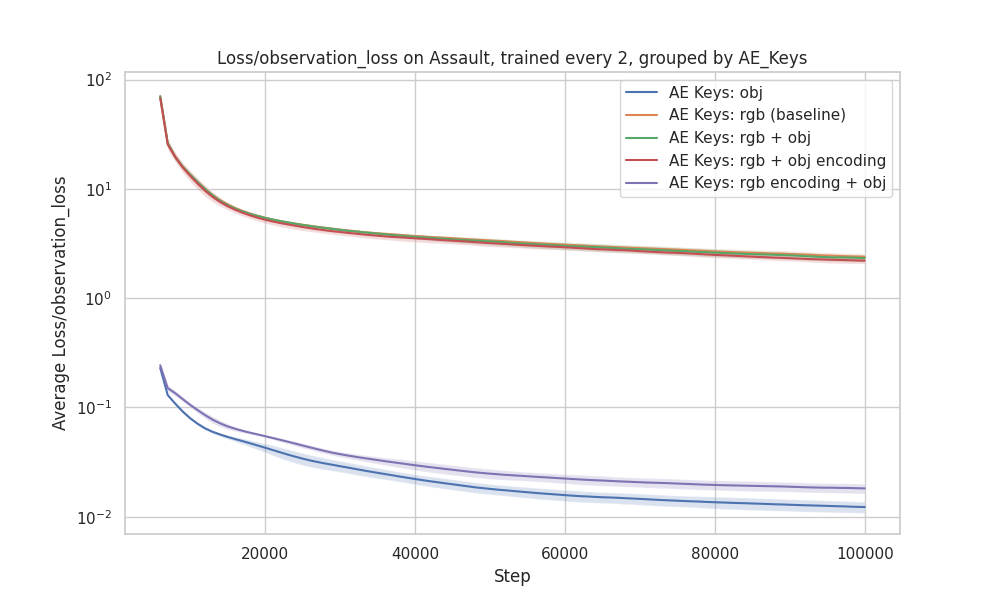 Loss/observation_loss on Assault, trained every 2, grouped by AE_Keys
AE Keys: obj
AE Keys: rgb (baseline)
AE Keys: rgb + obj
AE Keys: rgb + obj encoding
AE Keys: rgb encoding + obj
Average Loss/observation_loss
10²
10¹
10⁰
10⁻¹
10⁻²
20000
40000
60000
80000
100000
Step